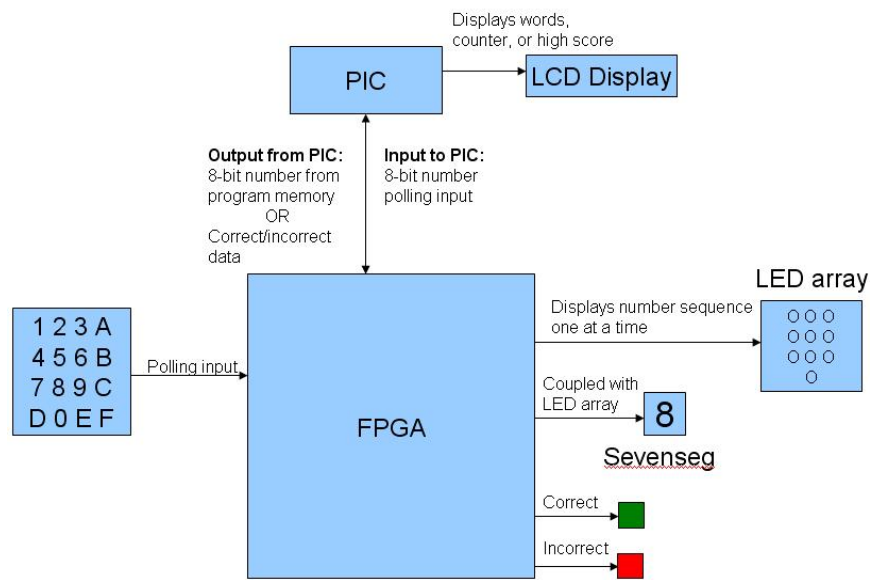 Displays words,
counter, or high score
PIC
LCD Display
Output from PIC:
8-bit number from
program memory
OR
Correct/incorrect
data
Input to PIC:
8-bit number
polling input
LED array
Displays number sequence
one at a time
1 2 3 A
4 5 6 B
7 8 9 C
D 0 E F
Polling input
FPGA
Coupled with
LED array
8
Sevenseg
Correct
Incorrect